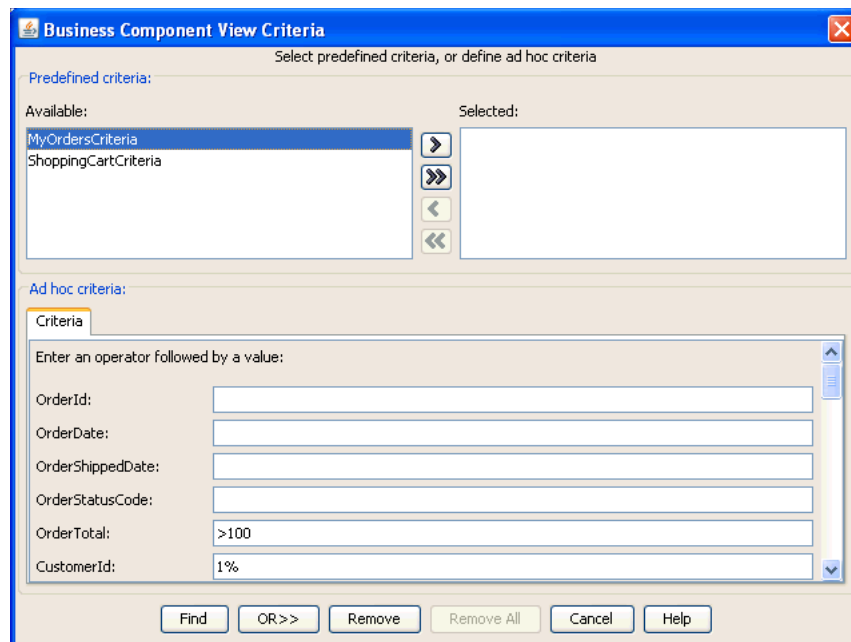 Business Component View Criteria
Select predefined criteria, or define ad hoc criteria
Predefined criteria:
Available:
Selected:
MyOrdersCriteria
ShoppingCartCriteria
Ad hoc criteria:
Criteria
Enter an operator followed by a value:
OrderId:
OrderDate:
OrderShippedDate:
OrderStatusCode:
OrderTotal: >100
CustomerId: 1%
Find OR>> Remove Remove All Cancel Help